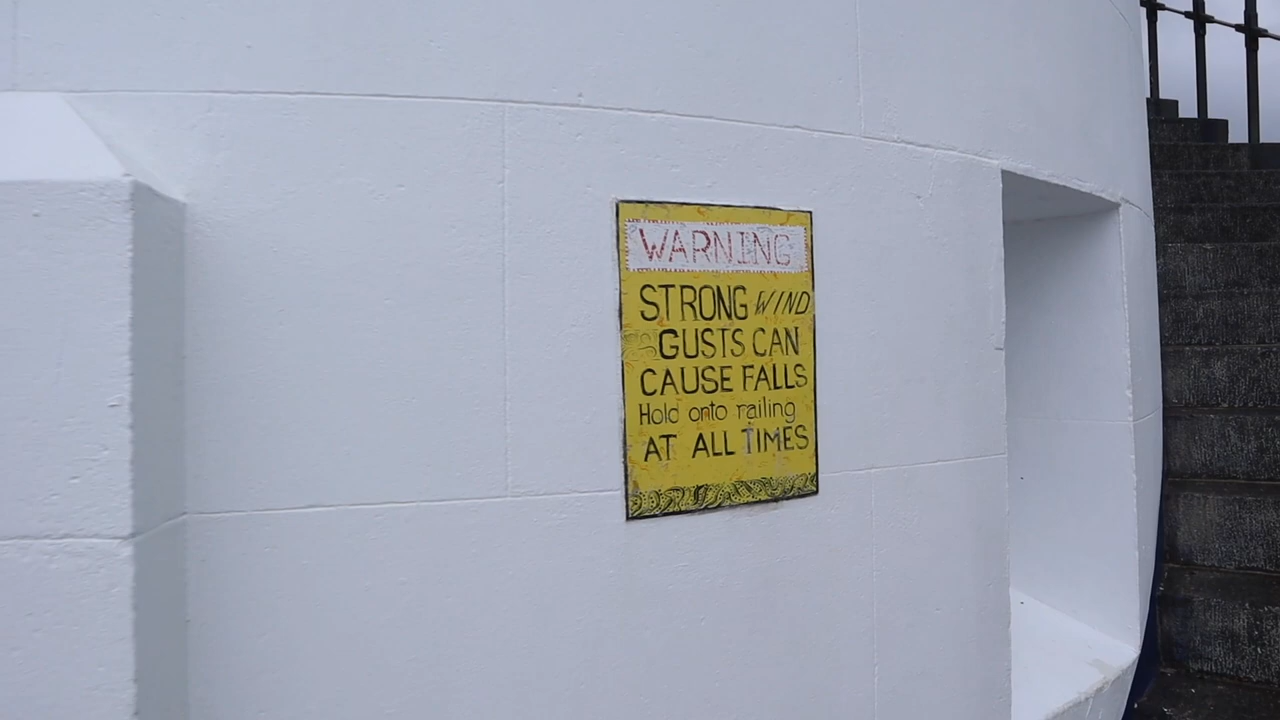 WARNING
STRONG WIND
GUSTS CAN
CAUSE FALLS
Hold onto railing
AT ALL TIMES